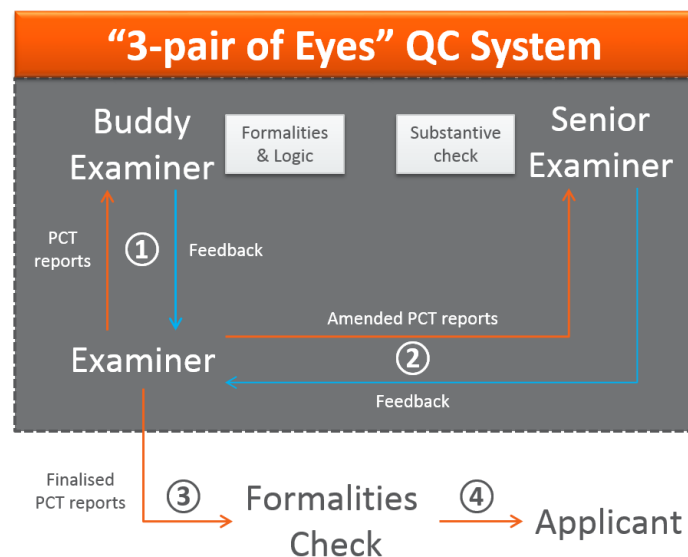 “3-pair of Eyes” QC System
Buddy
Examiner
Formalities
& Logic
Substantive
check
Senior
Examiner
PCT
reports
1
Feedback
Amended PCT reports
Examiner
2
Feedback
Finalised
PCT reports
3
Formalities
Check
4
Applicant